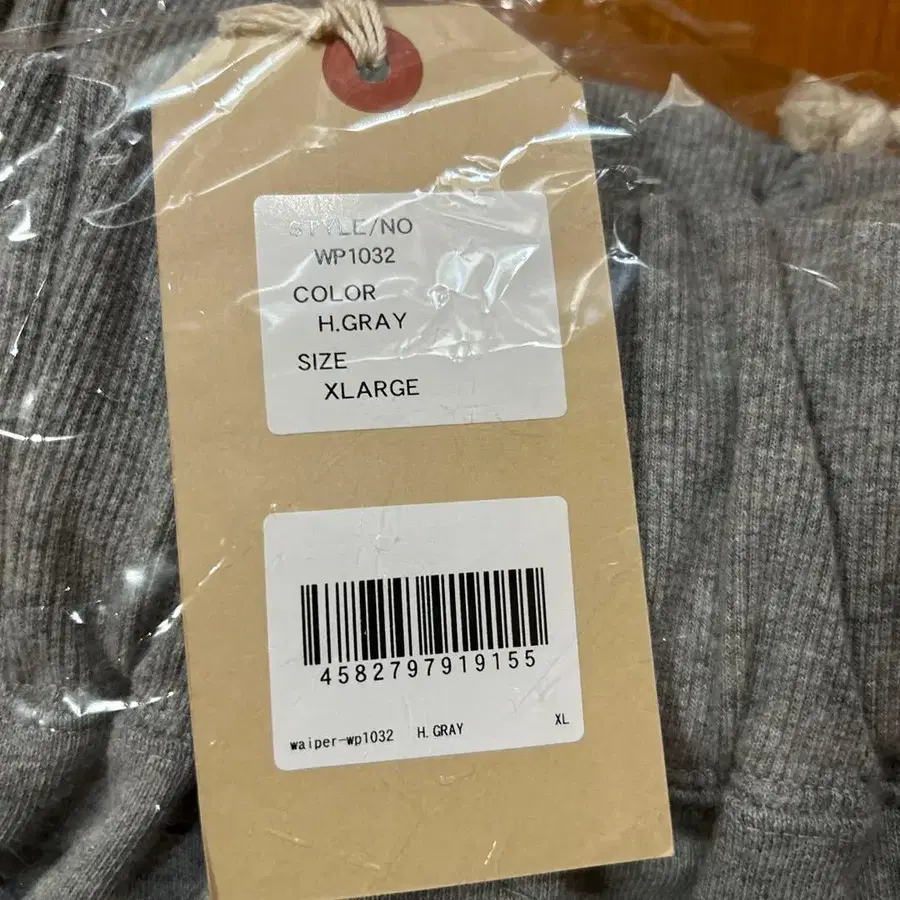 STYLE/NO
WP1032
COLOR
H.GRAY
SIZE
XLARGE
4582797919155
waiper-wp1032 H.GRAY XL